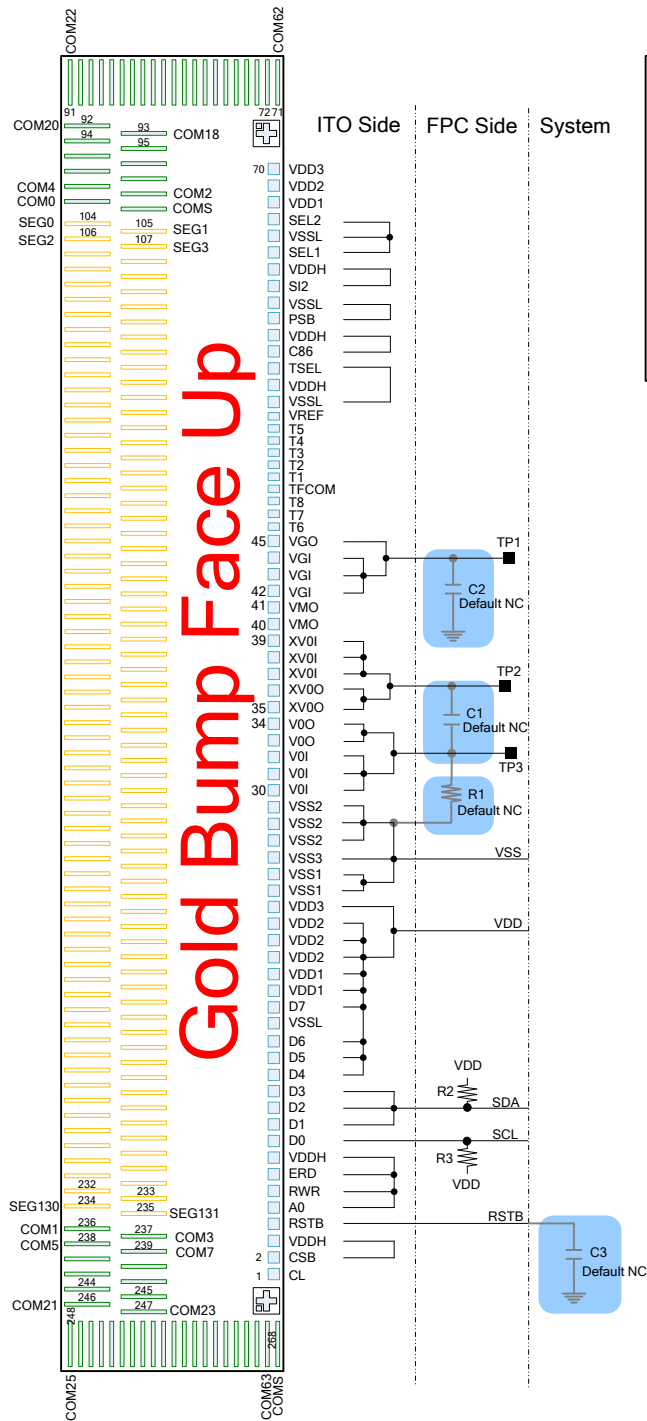 COM22
COM62
91
72
71
COM20
92
93
COM18
94
95
COM4
COM2
COM0
COMS
SEG0
104
105
SEG1
SEG2
106
107
SEG3
Gold Bump Face Up
ITO Side
FPC Side
System
70
VDD3
VDD2
VDD1
SEL2
VSSL
SEL1
VDDH
SI2
VSSL
PSB
VDDH
C86
TSEL
VDDH
VSSL
VREF
T5
T4
T3
T2
T1
TFCOM
T8
T7
T6
45
VGO
VGI
VGI
42
VGI
41
VMO
40
VMO
39
XV0I
XV0I
XV0I
XV0O
35
XV0O
34
V0O
V0O
V0I
V0I
30
V0I
VSS2
VSS2
VSS2
VSS3
VSS1
VSS1
VDD3
VDD2
VDD2
VDD2
VDD1
VDD1
D7
VSSL
D6
D5
D4
D3
D2
D1
D0
VDDH
ERD
RWR
A0
RSTB
VDDH
2
CSB
1
CL
TP1
C2
Default NC
TP2
C1
Default NC
TP3
R1
Default NC
VSS
VDD
VDD
R2
SDA
SCL
R3
VDD
RSTB
C3
Default NC
232
233
SEG130
234
235
SEG131
COM1
236
237
COM3
COM5
238
239
COM7
244
245
COM21
246
247
COM23
248
268
COM25
COM63
COMS